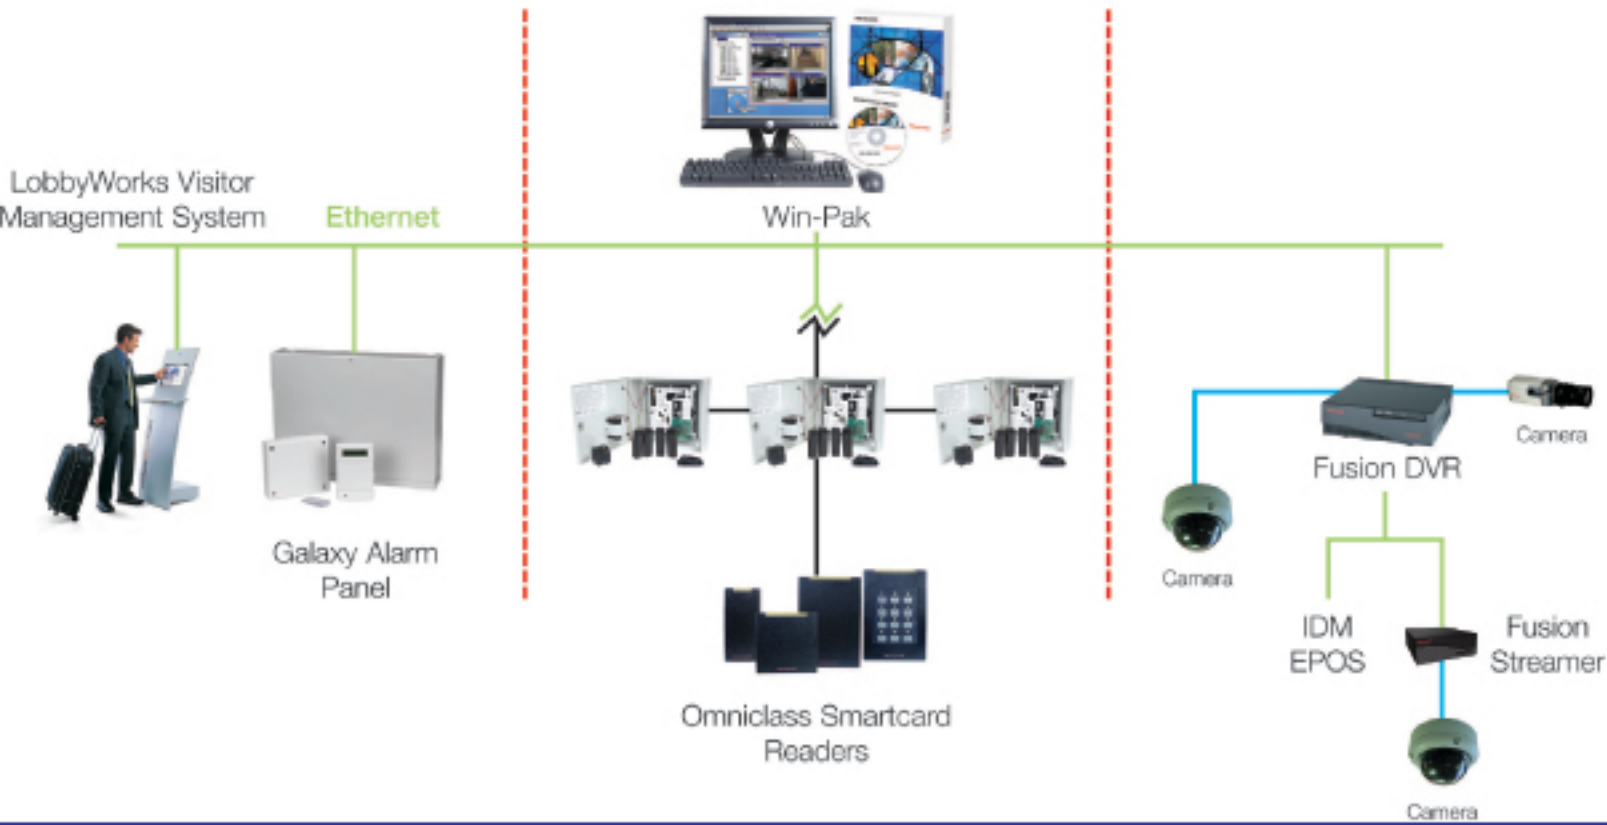 LobbyWorks Visitor
Management System
Ethernet
Win-Pak
Galaxy Alarm
Panel
Omniclass Smartcard
Readers
Camera
Fusion DVR
Camera
IDM
EPOS
Fusion
Streamer
Camera